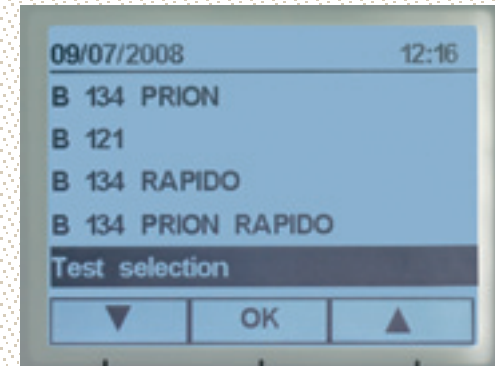 09/07/2008 12:16
B 134 PRION
B 121
B 134 RAPIDO
B 134 PRION RAPIDO
Test selection
▼ OK ▲